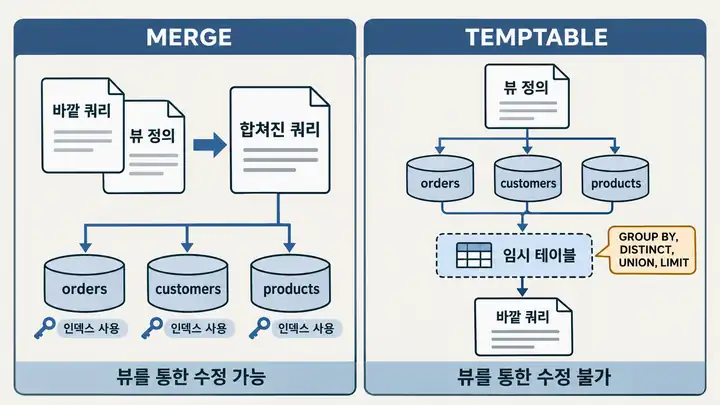 MERGE
바깥 쿼리
뷰 정의
합쳐진 쿼리
orders
customers
products
인덱스 사용
인덱스 사용
인덱스 사용
뷰를 통한 수정 가능
TEMPTABLE
뷰 정의
orders
customers
products
임시 테이블
GROUP BY,
DISTINCT,
UNION, LIMIT
바깥 쿼리
뷰를 통한 수정 불가